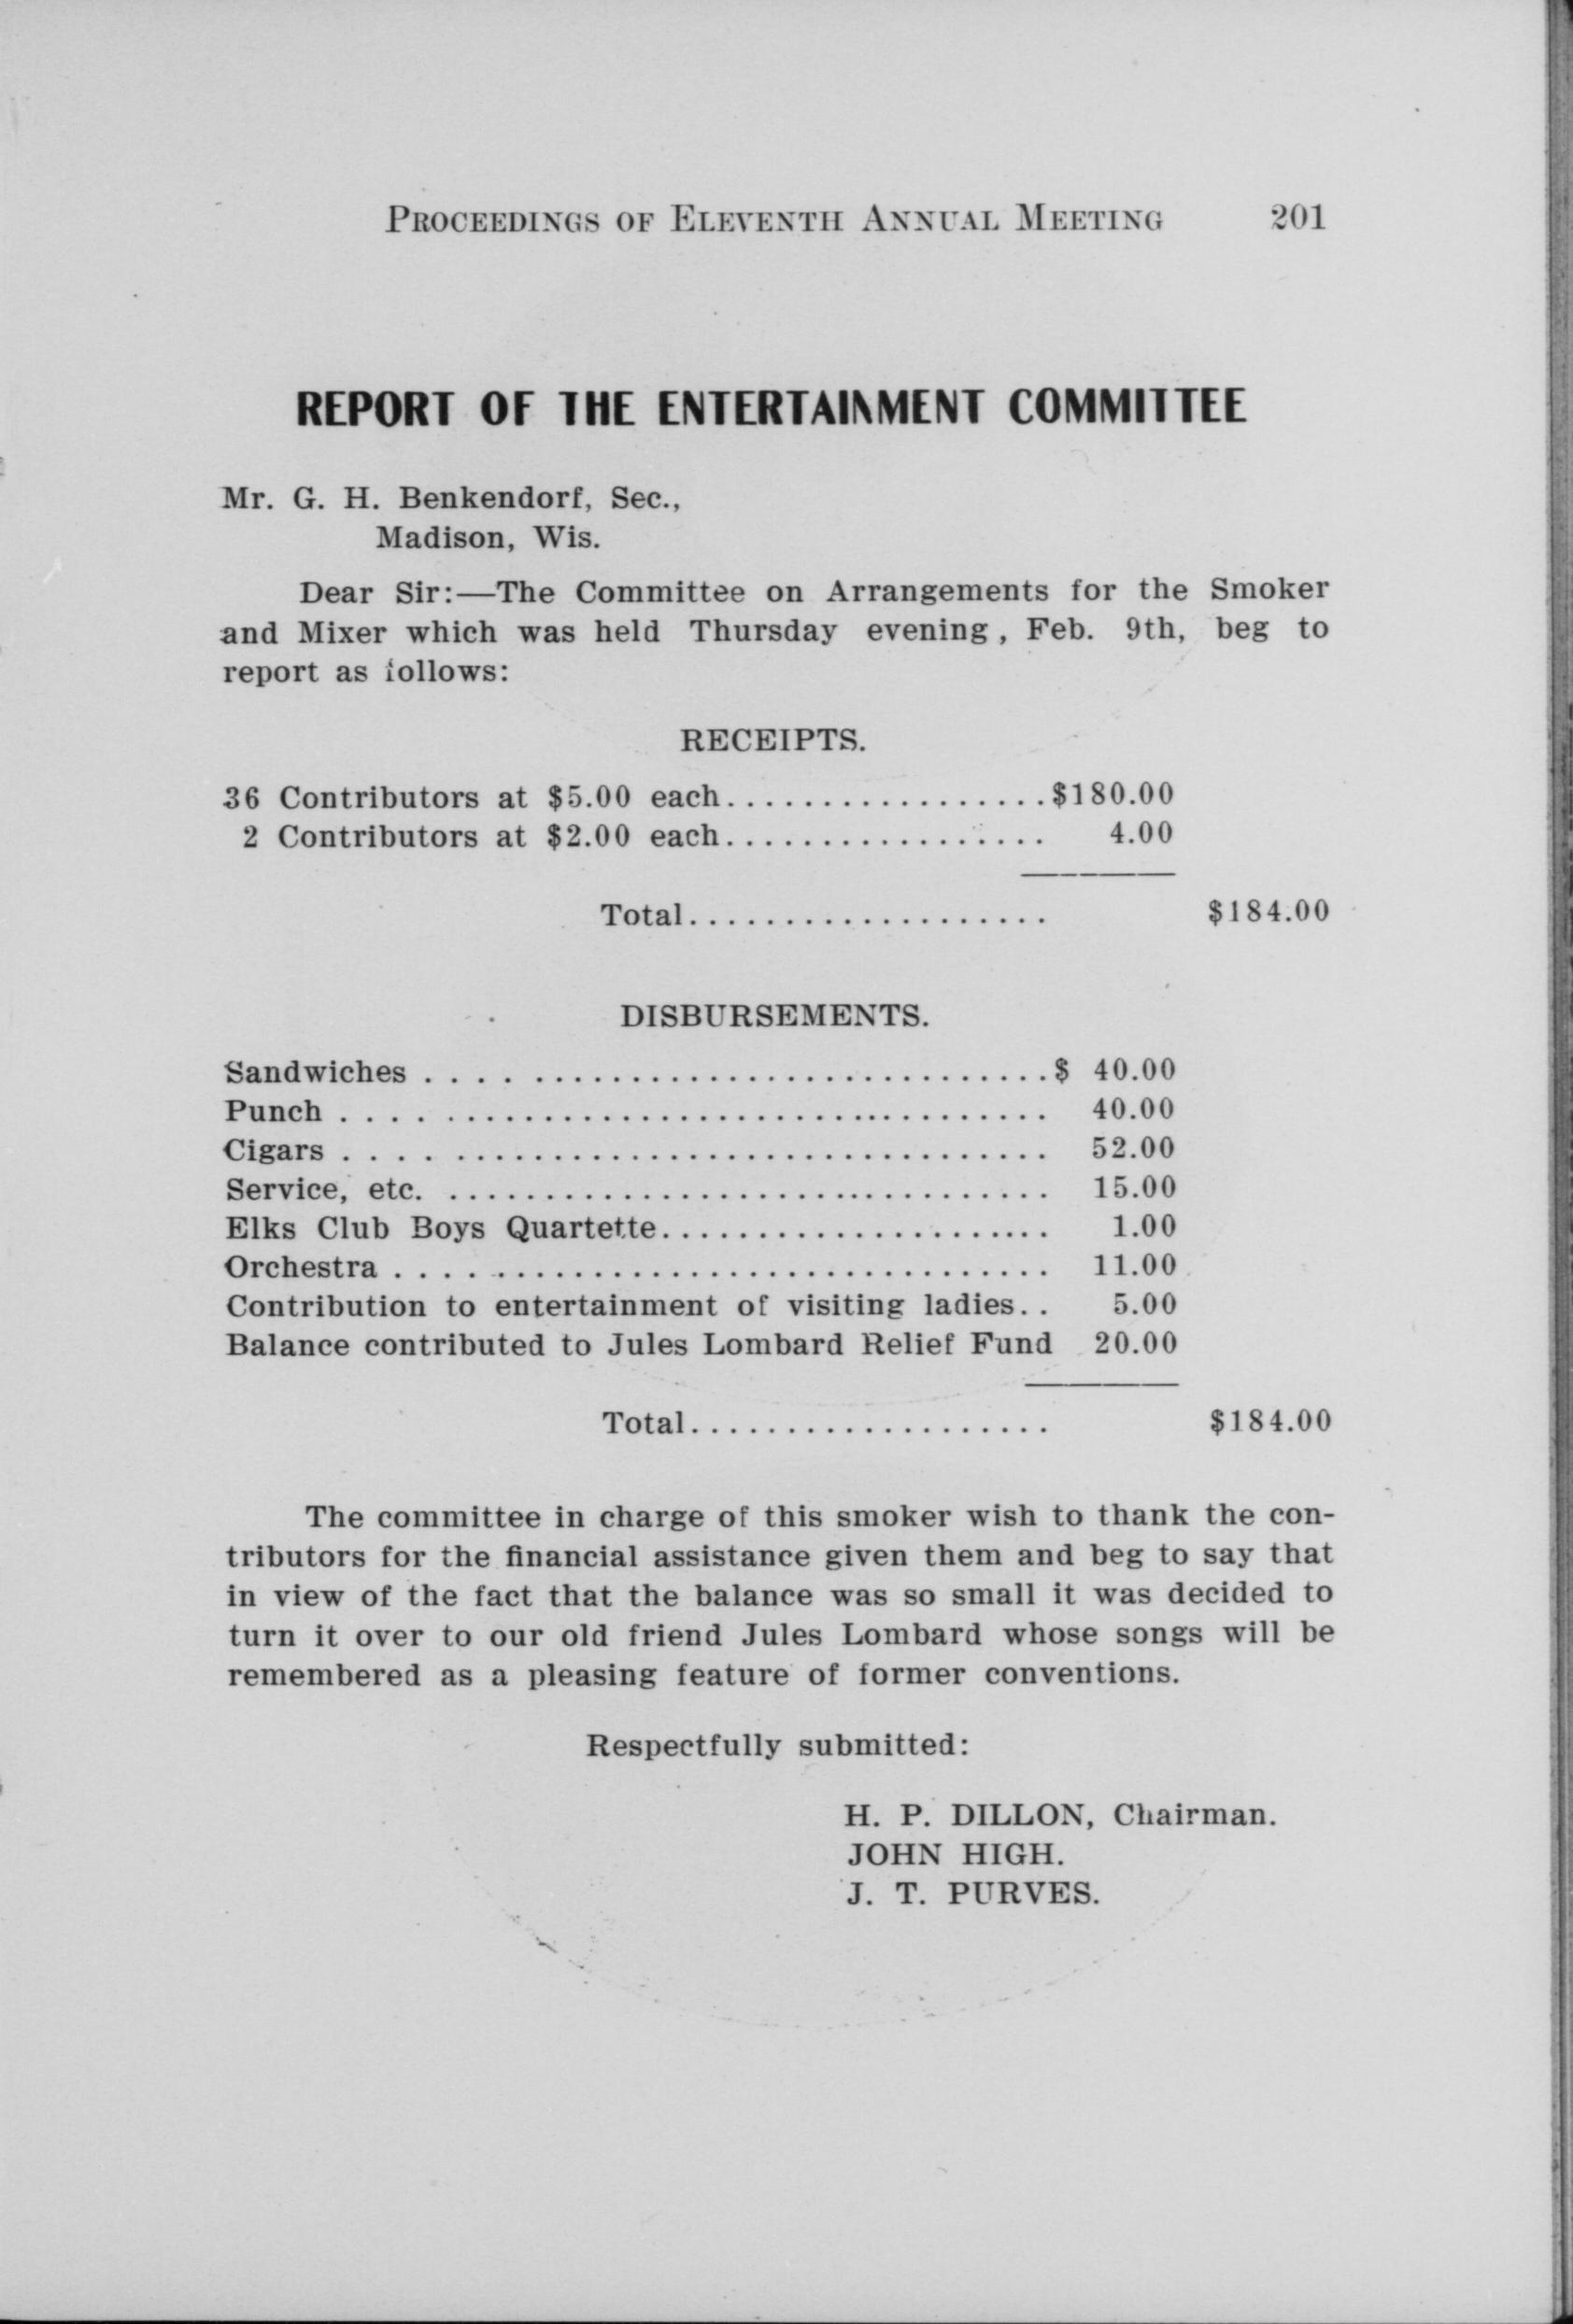 PROCEEDINGS OF ELEVENTH ANNUAL MEETING 201
REPORT OF THE ENTERTAINMENT COMMITTEE
Mr. G. H. Benkendorf, Sec.,
Madison, Wis.
Dear Sir:—The Committee on Arrangements for the Smoker
and Mixer which was held Thursday evening, Feb. 9th, beg to
report as follows:
RECEIPTS.
36 Contributors at $5.00 each.................$180.00
2 Contributors at $2.00 each................. 4.00
Total................... $184.00
DISBURSEMENTS.
Sandwiches ...............................$ 40.00
Punch ................................... 40.00
Cigars ................................... 52.00
Service, etc. ............................... 15.00
Elks Club Boys Quartette.................... 1.00
Orchestra ................................. 11.00
Contribution to entertainment of visiting ladies.. 5.00
Balance contributed to Jules Lombard Relief Fund 20.00
Total................... $184.00
The committee in charge of this smoker wish to thank the con-
tributors for the financial assistance given them and beg to say that
in view of the fact that the balance was so small it was decided to
turn it over to our old friend Jules Lombard whose songs will be
remembered as a pleasing feature of former conventions.
Respectfully submitted:
H. P. DILLON, Chairman.
JOHN HIGH.
J. T. PURVES.